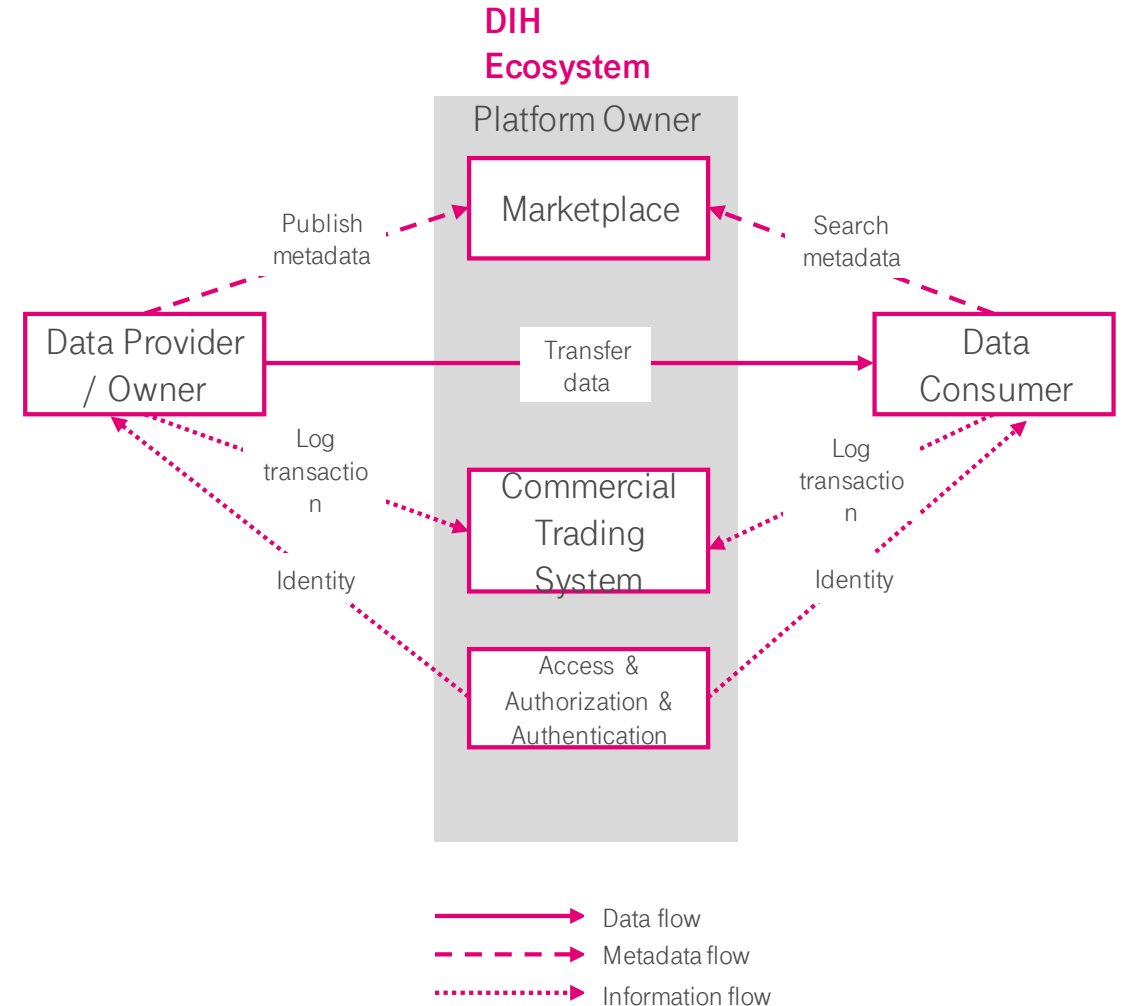 DIH
Ecosystem
Platform Owner
Marketplace
Publish
metadata
Search
metadata
Data Provider
/ Owner
Transfer
data
Data
Consumer
Log
transactio
n
Commercial
Trading
System
Log
transactio
n
Identity
Identity
Access &
Authorization &
Authentication
Data flow
Metadata flow
Information flow